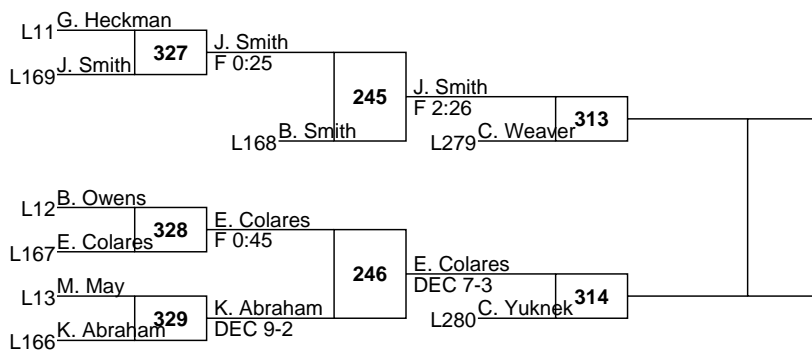 L11 G. Heckman
327
J. Smith
F 0:25
L169 J. Smith
245
J. Smith
F 2:26
313
L168 B. Smith
L279 C. Weaver
L12 B. Owens
328
E. Colares
F 0:45
L167 E. Colares
246
E. Colares
DEC 7-3
314
L13 M. May
329
K. Abraham
DEC 9-2
L280 C. Yuknek
L166 K. Abraham